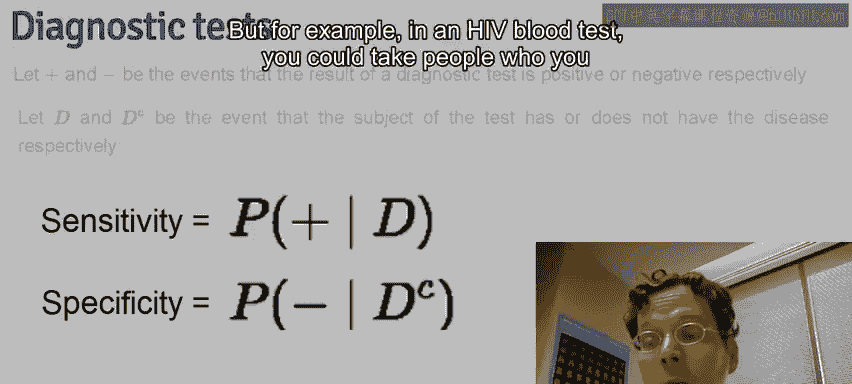 Diagnostic tests
But for example, in an HIV blood test,
you could take people who you
Let + and − be the events that the result of a diagnostic test is positive or negative respectively
Let D and Dᶜ be the event that the subject of the test has or does not have the disease
respectively
Sensitivity = P(+ | D)
Specificity = P(− | Dᶜ)